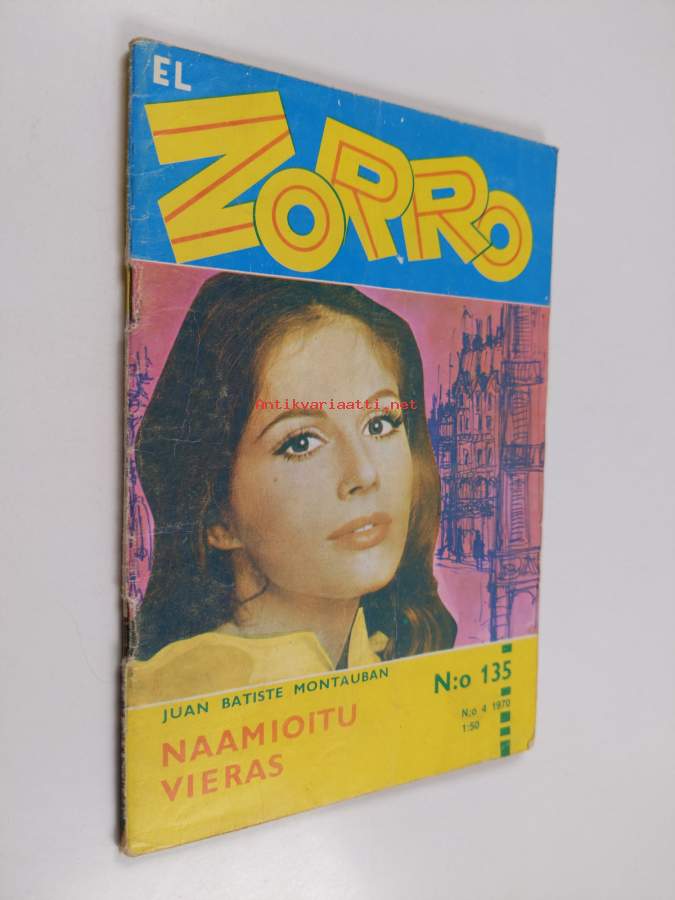 EL
ZORRO
Antikvariaatti.net
JUAN BATISTE MONTAUBAN
N:o 135
N:o 4 1970
1:50
NAAMIOITU
VIERAS